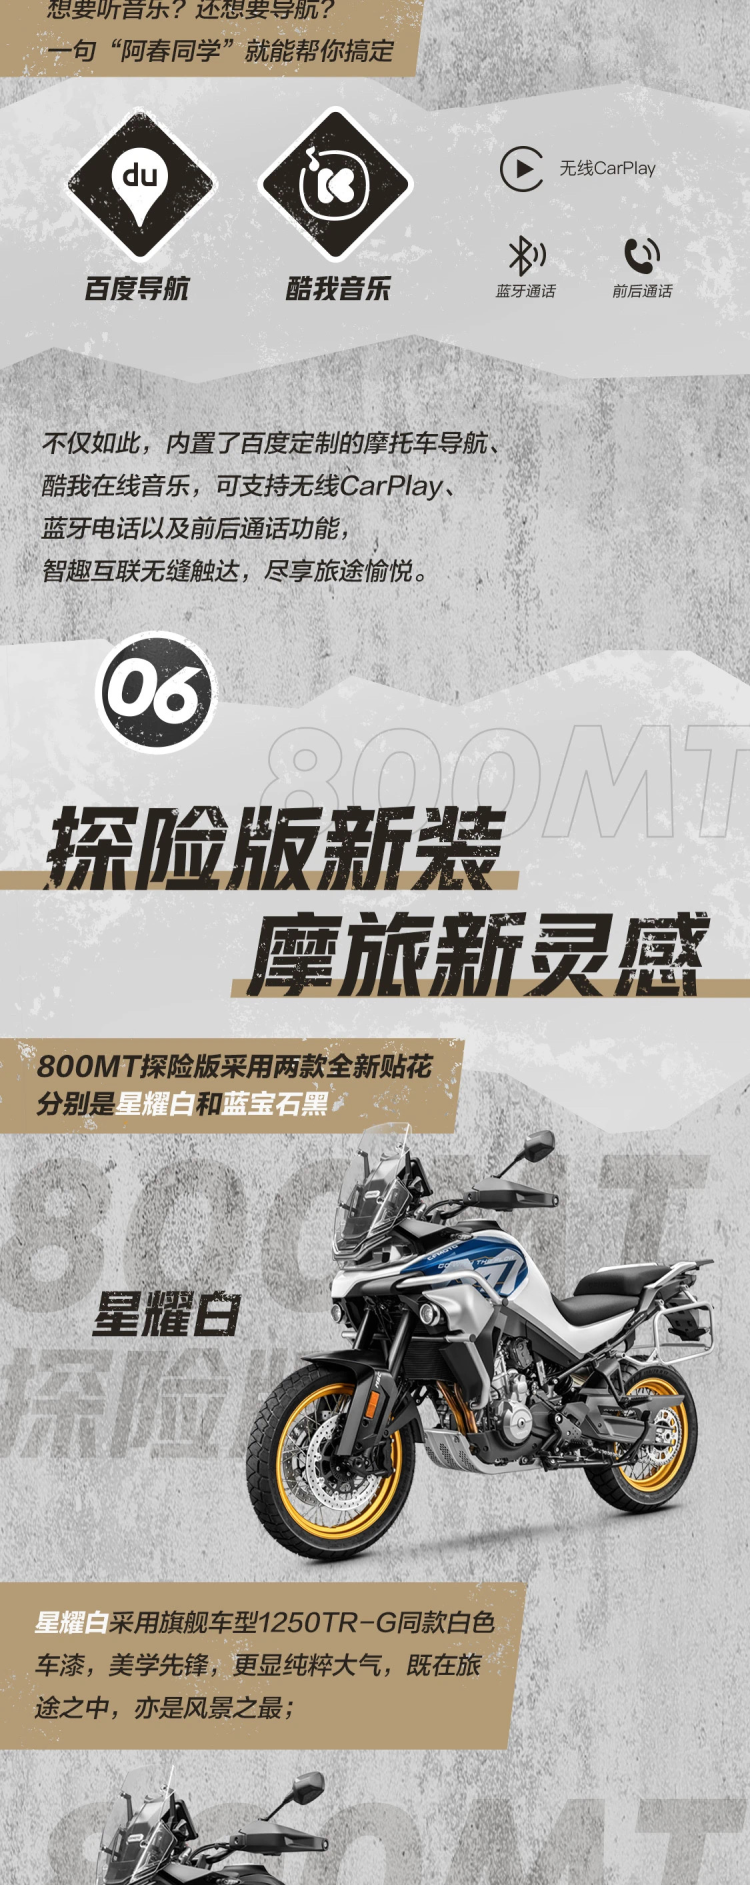 想要听音乐？还想要导航？
一句“阿春同学”就能帮你搞定
du
百度导航
酷我音乐
无线CarPlay
蓝牙通话
前后通话
不仅如此，内置了百度定制的摩托车导航、
酷我在线音乐，可支持无线CarPlay、
蓝牙电话以及前后通话功能，
智趣互联无缝触达，尽享旅途愉悦。
06
800MT
探险版新装
摩旅新灵感
800MT探险版采用两款全新贴花
分别是星耀白和蓝宝石黑
800MT
星耀白
探险版
星耀白采用旗舰车型1250TR-G同款白色
车漆，美学先锋，更显纯粹大气，既在旅
途之中，亦是风景之最；
800MT